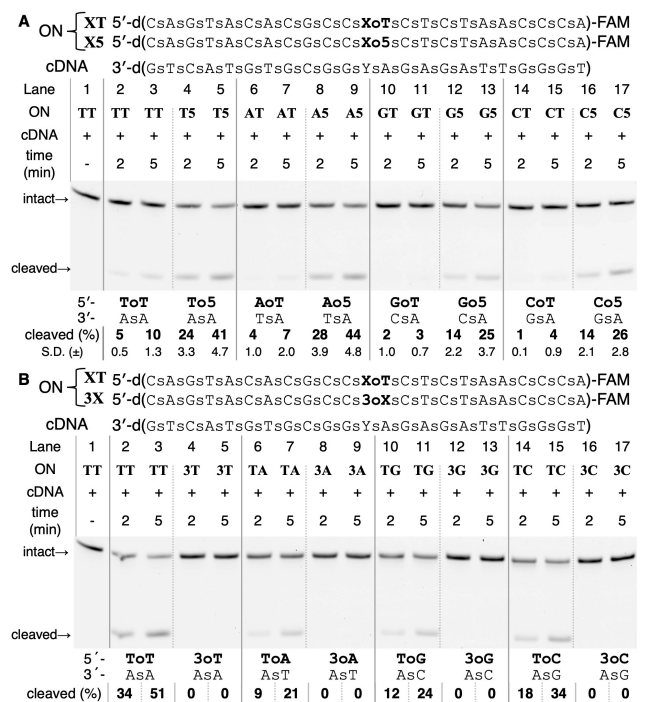 A XT 5′-d(CsAsGsTsAsCsAsCsGsCsCsXoTsCsTsCsTsAsAsCsCsCsA)-FAM
ON
X5 5′-d(CsAsGsTsAsCsAsCsGsCsCsXo5sCsTsCsTsAsAsCsCsCsA)-FAM
cDNA 3′-d(GsTsCsAsTsGsTsGsCsGsGsYsAsGsAsGsAsTsTsGsGsGsT)
Lane 1 2 3 4 5 6 7 8 9 10 11 12 13 14 15 16 17
ON TT TT TT T5 T5 AT AT A5 A5 GT GT G5 G5 CT CT C5 C5
cDNA + + + + + + + + + + + + + + + + +
time
(min) - 2 5 2 5 2 5 2 5 2 5 2 5 2 5 2 5
intact→
cleaved→
5′- ToT To5 AoT Ao5 GoT Go5 CoT Co5
3′- AsA AsA TsA TsA CsA CsA GsA GsA
cleaved (%) 5 10 24 41 4 7 28 44 2 3 14 25 1 4 14 26
S.D. (±) 0.5 1.3 3.3 4.7 1.0 2.0 3.9 4.8 1.0 0.7 2.2 3.7 0.1 0.9 2.1 2.8
B XT 5′-d(CsAsGsTsAsCsAsCsGsCsCsXoTsCsTsCsTsAsAsCsCsCsA)-FAM
ON
3X 5′-d(CsAsGsTsAsCsAsCsGsCsCs3oXsCsTsCsTsAsAsCsCsCsA)-FAM
cDNA 3′-d(GsTsCsAsTsGsTsGsCsGsGsYsAsGsAsGsAsTsTsGsGsGsT)
Lane 1 2 3 4 5 6 7 8 9 10 11 12 13 14 15 16 17
ON TT TT TT 3T 3T TA TA 3A 3A TG TG 3G 3G TC TC 3C 3C
cDNA + + + + + + + + + + + + + + + + +
time
(min) - 2 5 2 5 2 5 2 5 2 5 2 5 2 5 2 5
intact→
cleaved→
5´- ToT 3oT ToA 3oA ToG 3oG ToC 3oC
3´- AsA AsA AsT AsT AsC AsC AsG AsG
cleaved (%) 34 51 0 0 9 21 0 0 12 24 0 0 18 34 0 0